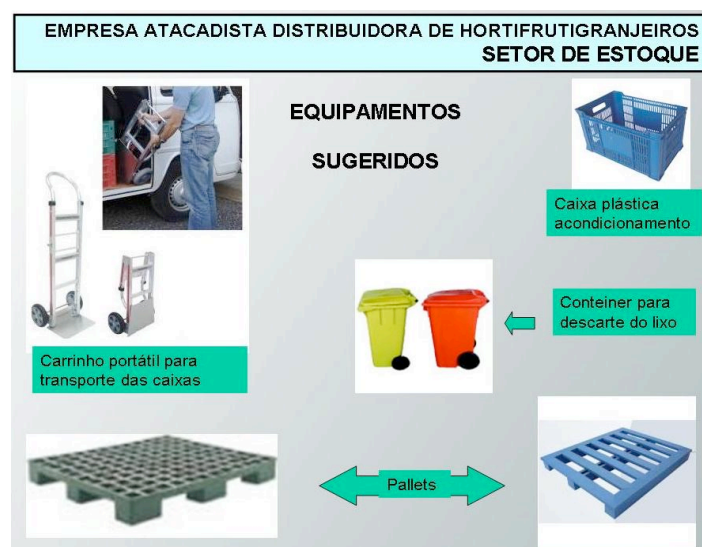 EMPRESA ATACADISTA DISTRIBUIDORA DE HORTIFRUTIGRANJEIROS
SETOR DE ESTOQUE
EQUIPAMENTOS
SUGERIDOS
Caixa plástica
acondicionamento
Conteiner para
descarte do lixo
Carrinho portátil para
transporte das caixas
Pallets